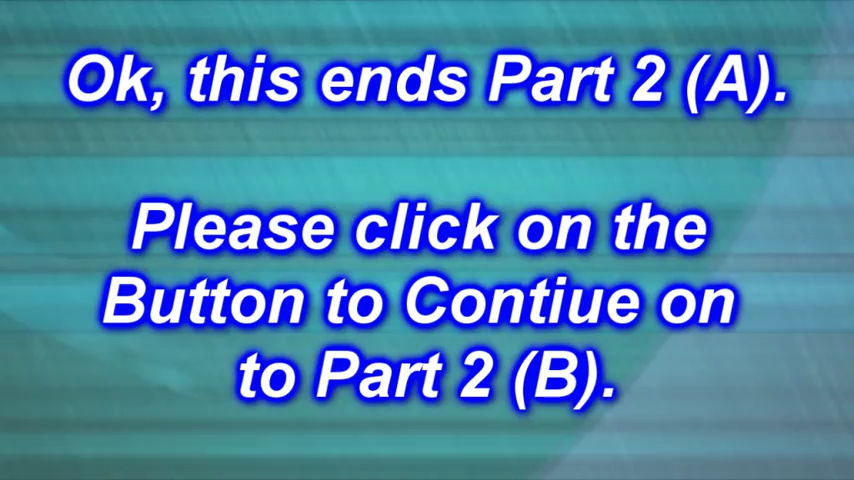 Ok, this ends Part 2 (A).
Please click on the
Button to Contiue on
to Part 2 (B).